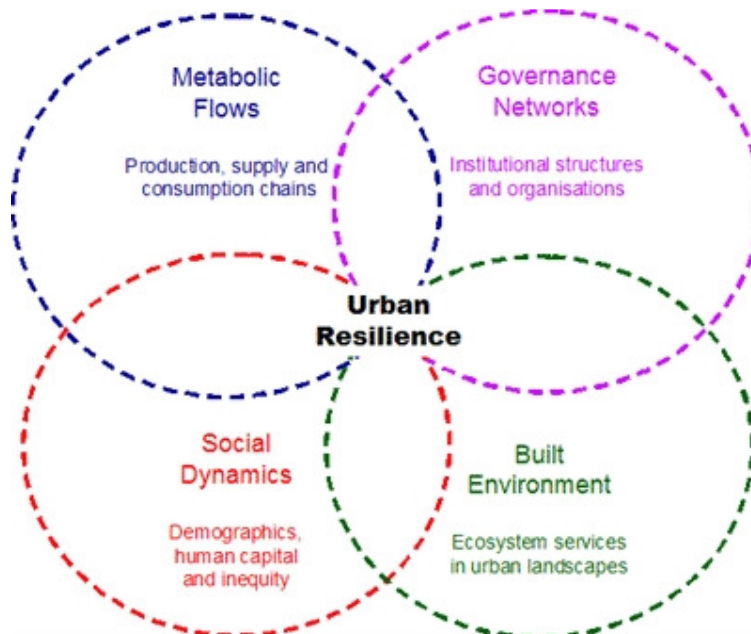 Metabolic
Flows
Production, supply and
consumption chains
Governance
Networks
Institutional structures
and organisations
Urban
Resilience
Social
Dynamics
Demographics,
human capital
and inequity
Built
Environment
Ecosystem services
in urban landscapes